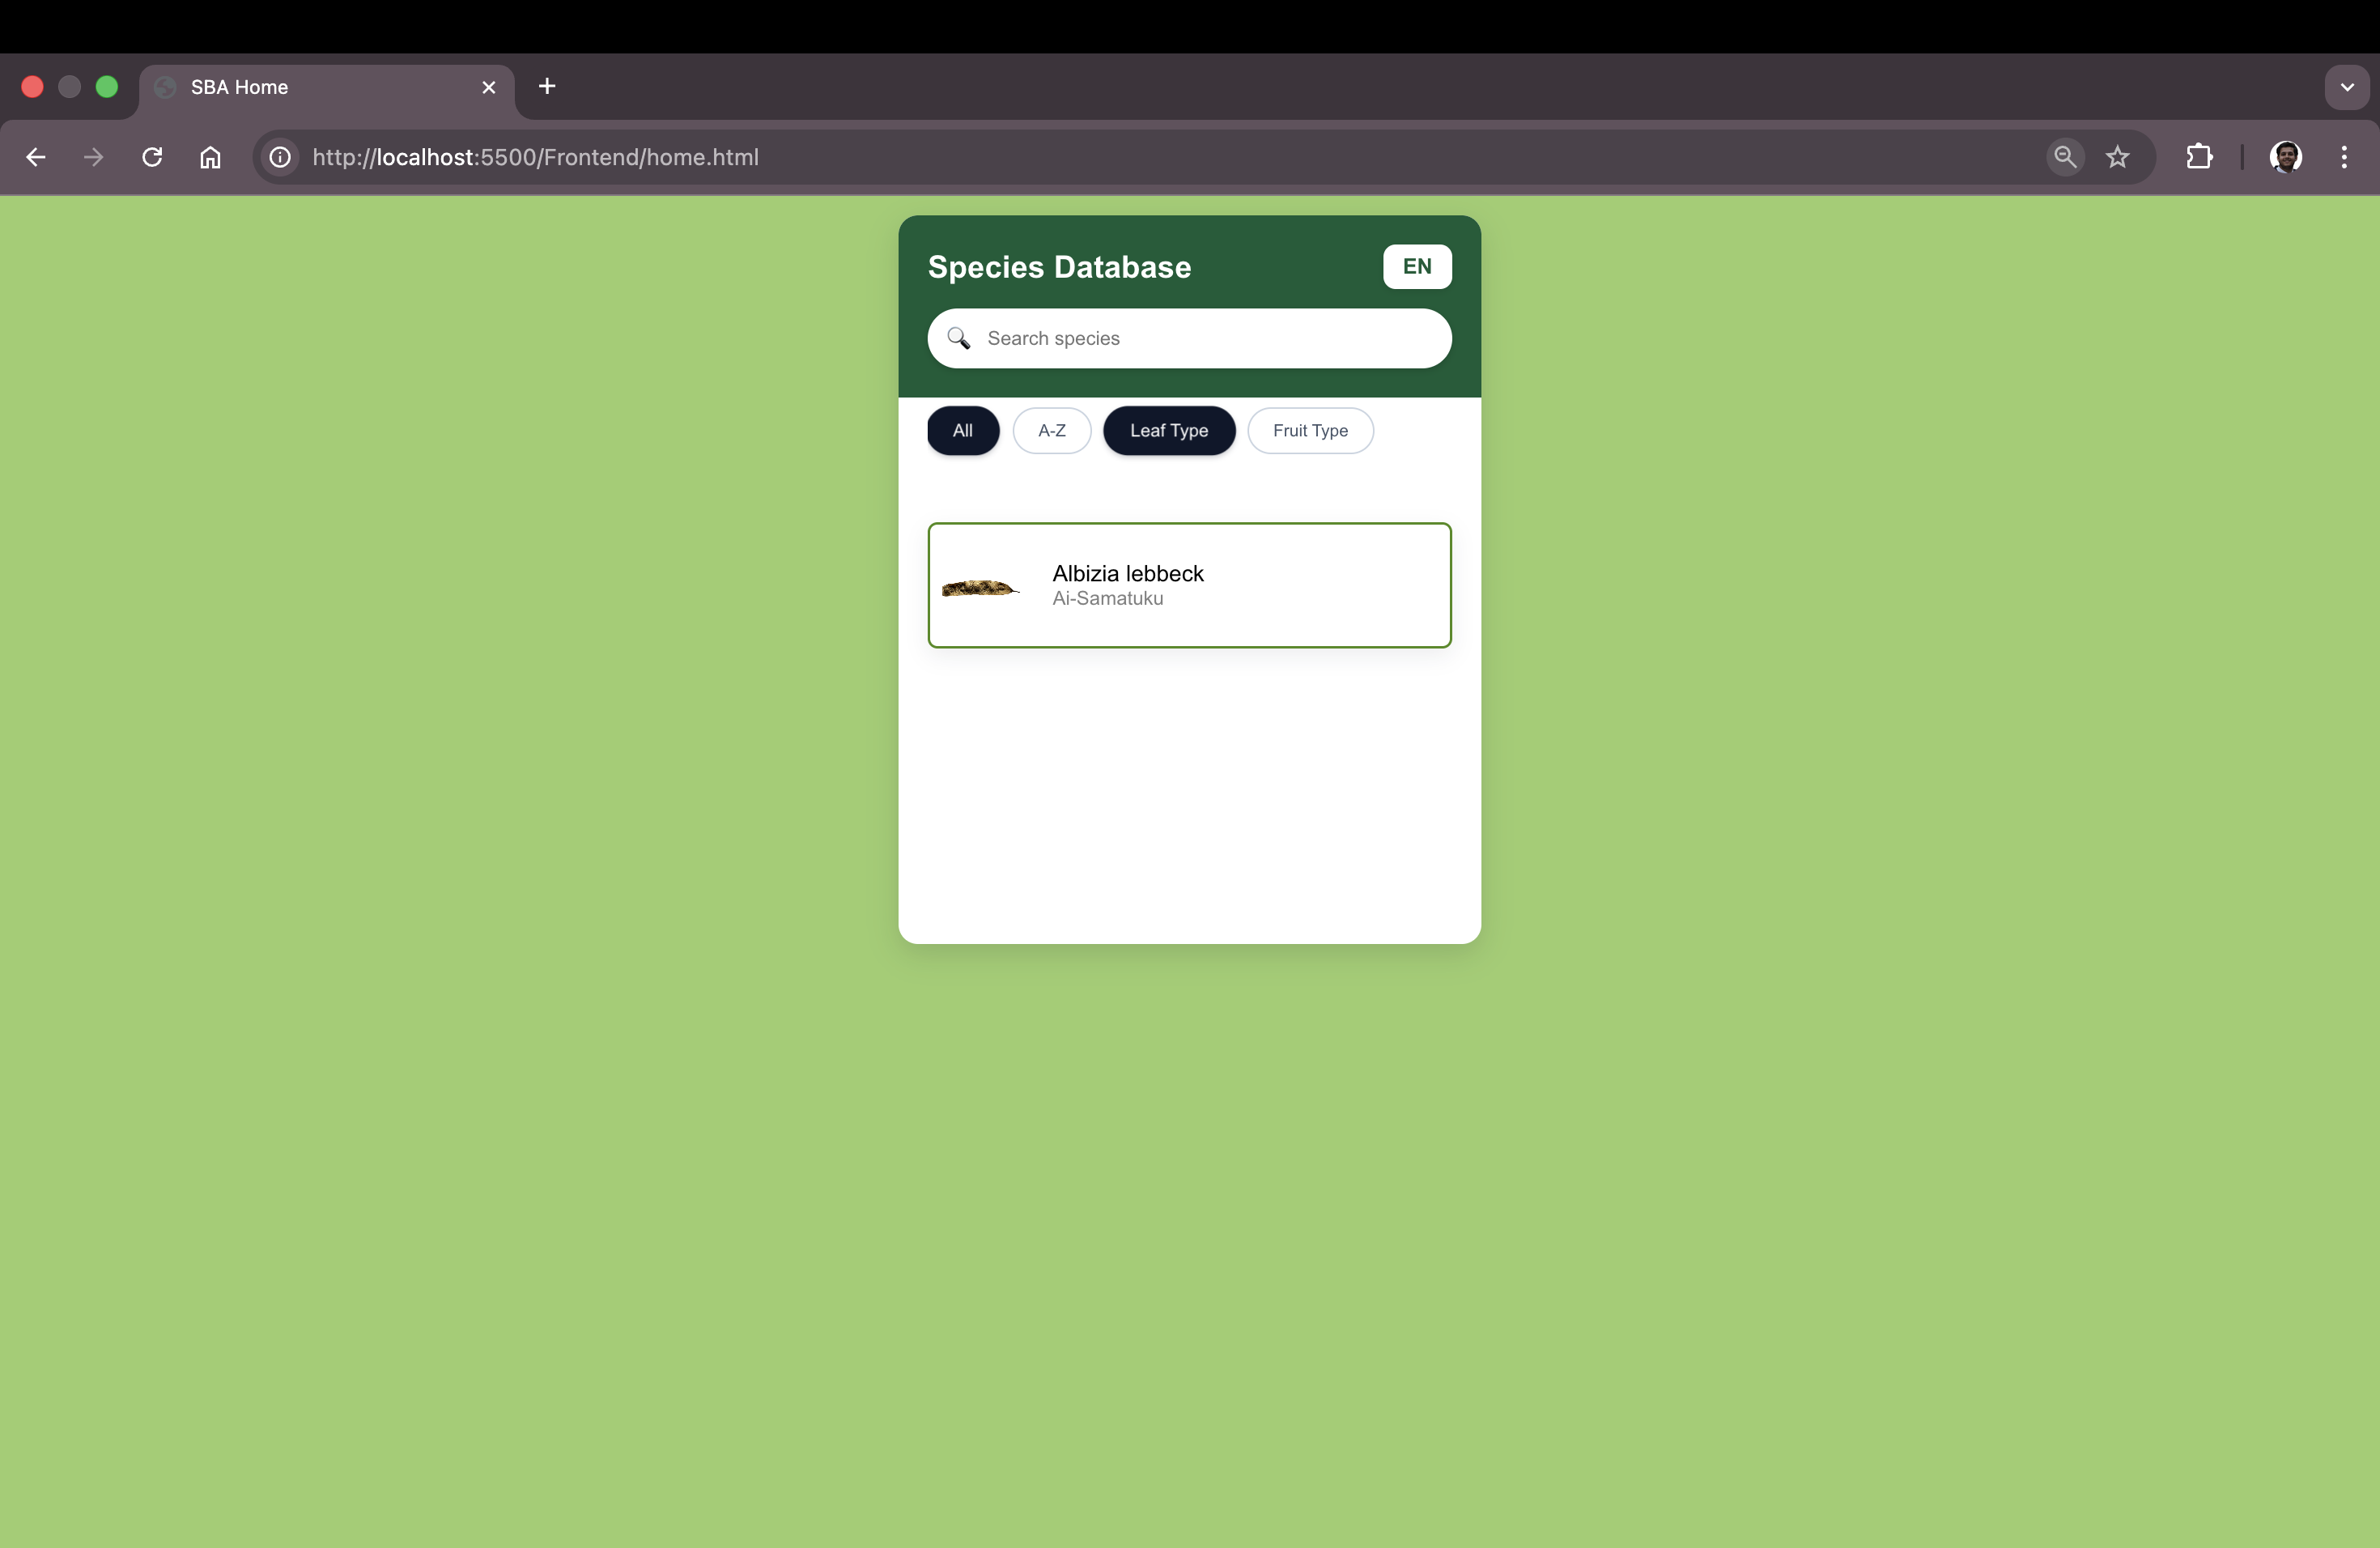 SBA Home
http://localhost:5500/Frontend/home.html
Species Database
EN
Search species
All
A-Z
Leaf Type
Fruit Type
Albizia lebbeck
Ai-Samatuku